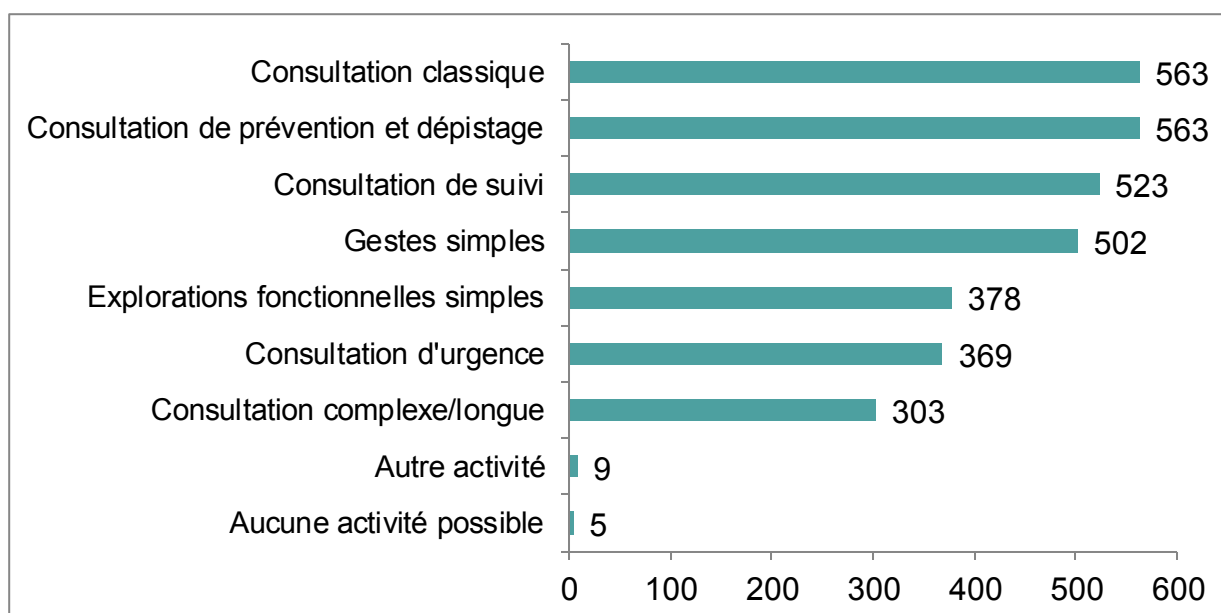 Consultation classique 563
Consultation de prévention et dépistage 563
Consultation de suivi 523
Gestes simples 502
Explorations fonctionnelles simples 378
Consultation d'urgence 369
Consultation complexe/longue 303
Autre activité 9
Aucune activité possible 5
0 100 200 300 400 500 600